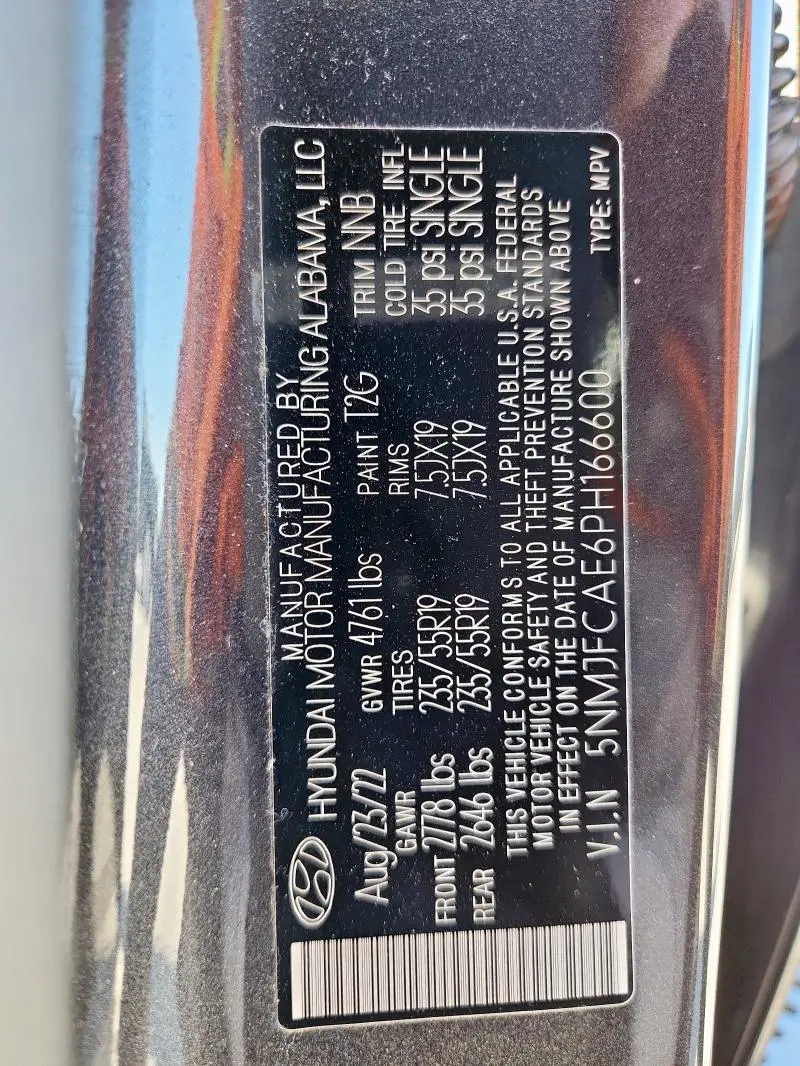 MANUFACTURED BY
HYUNDAI MOTOR MANUFACTURING ALABAMA, LLC
Aug/23/22 GVWR 4761 lbs PAINT T2G TRIM NNB
GAWR TIRES RIMS COLD TIRE INFL
FRONT 2778 lbs 235/55R19 7.5JX19 35 psi SINGLE
REAR 2646 lbs 235/55R19 7.5JX19 35 psi SINGLE
THIS VEHICLE CONFORMS TO ALL APPLICABLE U.S.A. FEDERAL
MOTOR VEHICLE SAFETY AND THEFT PREVENTION STANDARDS
IN EFFECT ON THE DATE OF MANUFACTURE SHOWN ABOVE
V.I.N 5NMJFCAE6PH166600 TYPE: MPV